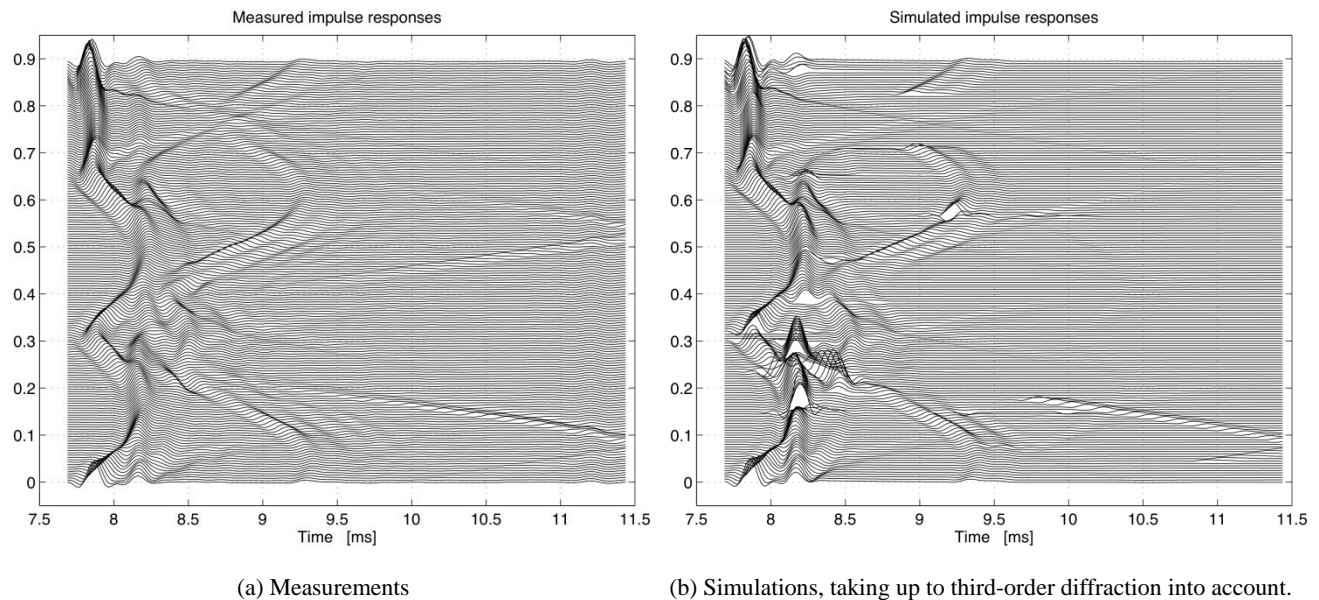 Measured impulse responses
0.9
0.8
0.7
0.6
0.5
0.4
0.3
0.2
0.1
0
7.5 8 8.5 9 9.5 10 10.5 11 11.5
Time [ms]
(a) Measurements
Simulated impulse responses
0.9
0.8
0.7
0.6
0.5
0.4
0.3
0.2
0.1
0
7.5 8 8.5 9 9.5 10 10.5 11 11.5
Time [ms]
(b) Simulations, taking up to third-order diffraction into account.